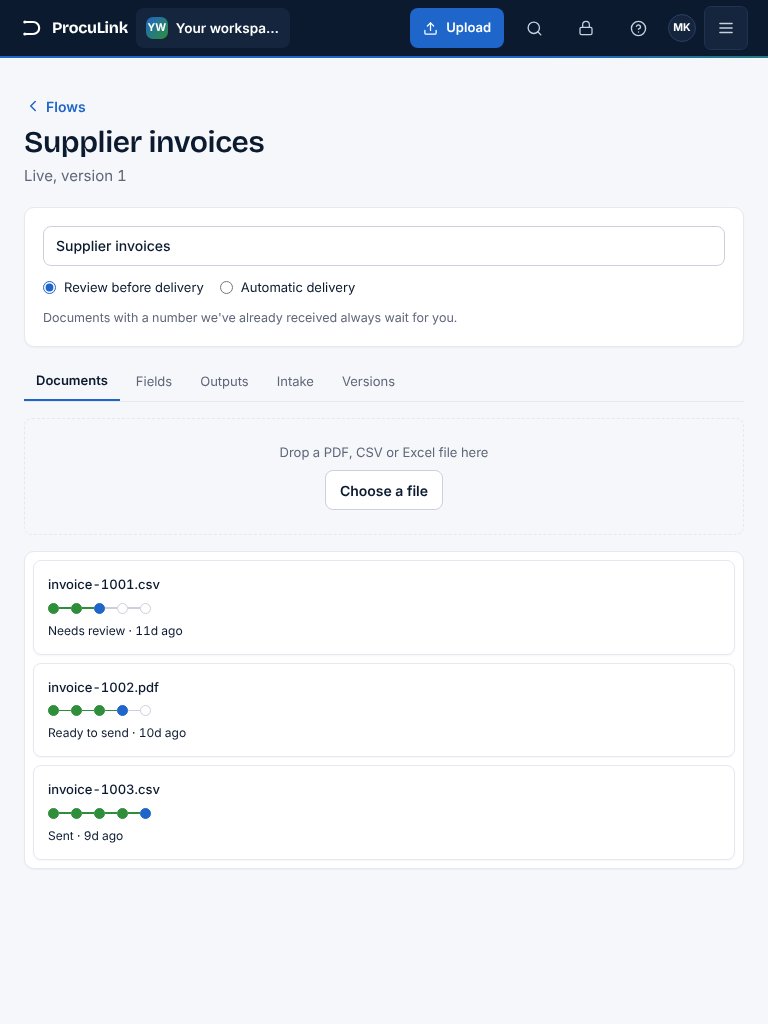 ProcuLink
YW
Your workspa...
Upload
MK
Flows
Supplier invoices
Live, version 1
Supplier invoices
Review before delivery
Automatic delivery
Documents with a number we've already received always wait for you.
Documents
Fields
Outputs
Intake
Versions
Drop a PDF, CSV or Excel file here
Choose a file
invoice-1001.csv
Needs review · 11d ago
invoice-1002.pdf
Ready to send · 10d ago
invoice-1003.csv
Sent · 9d ago